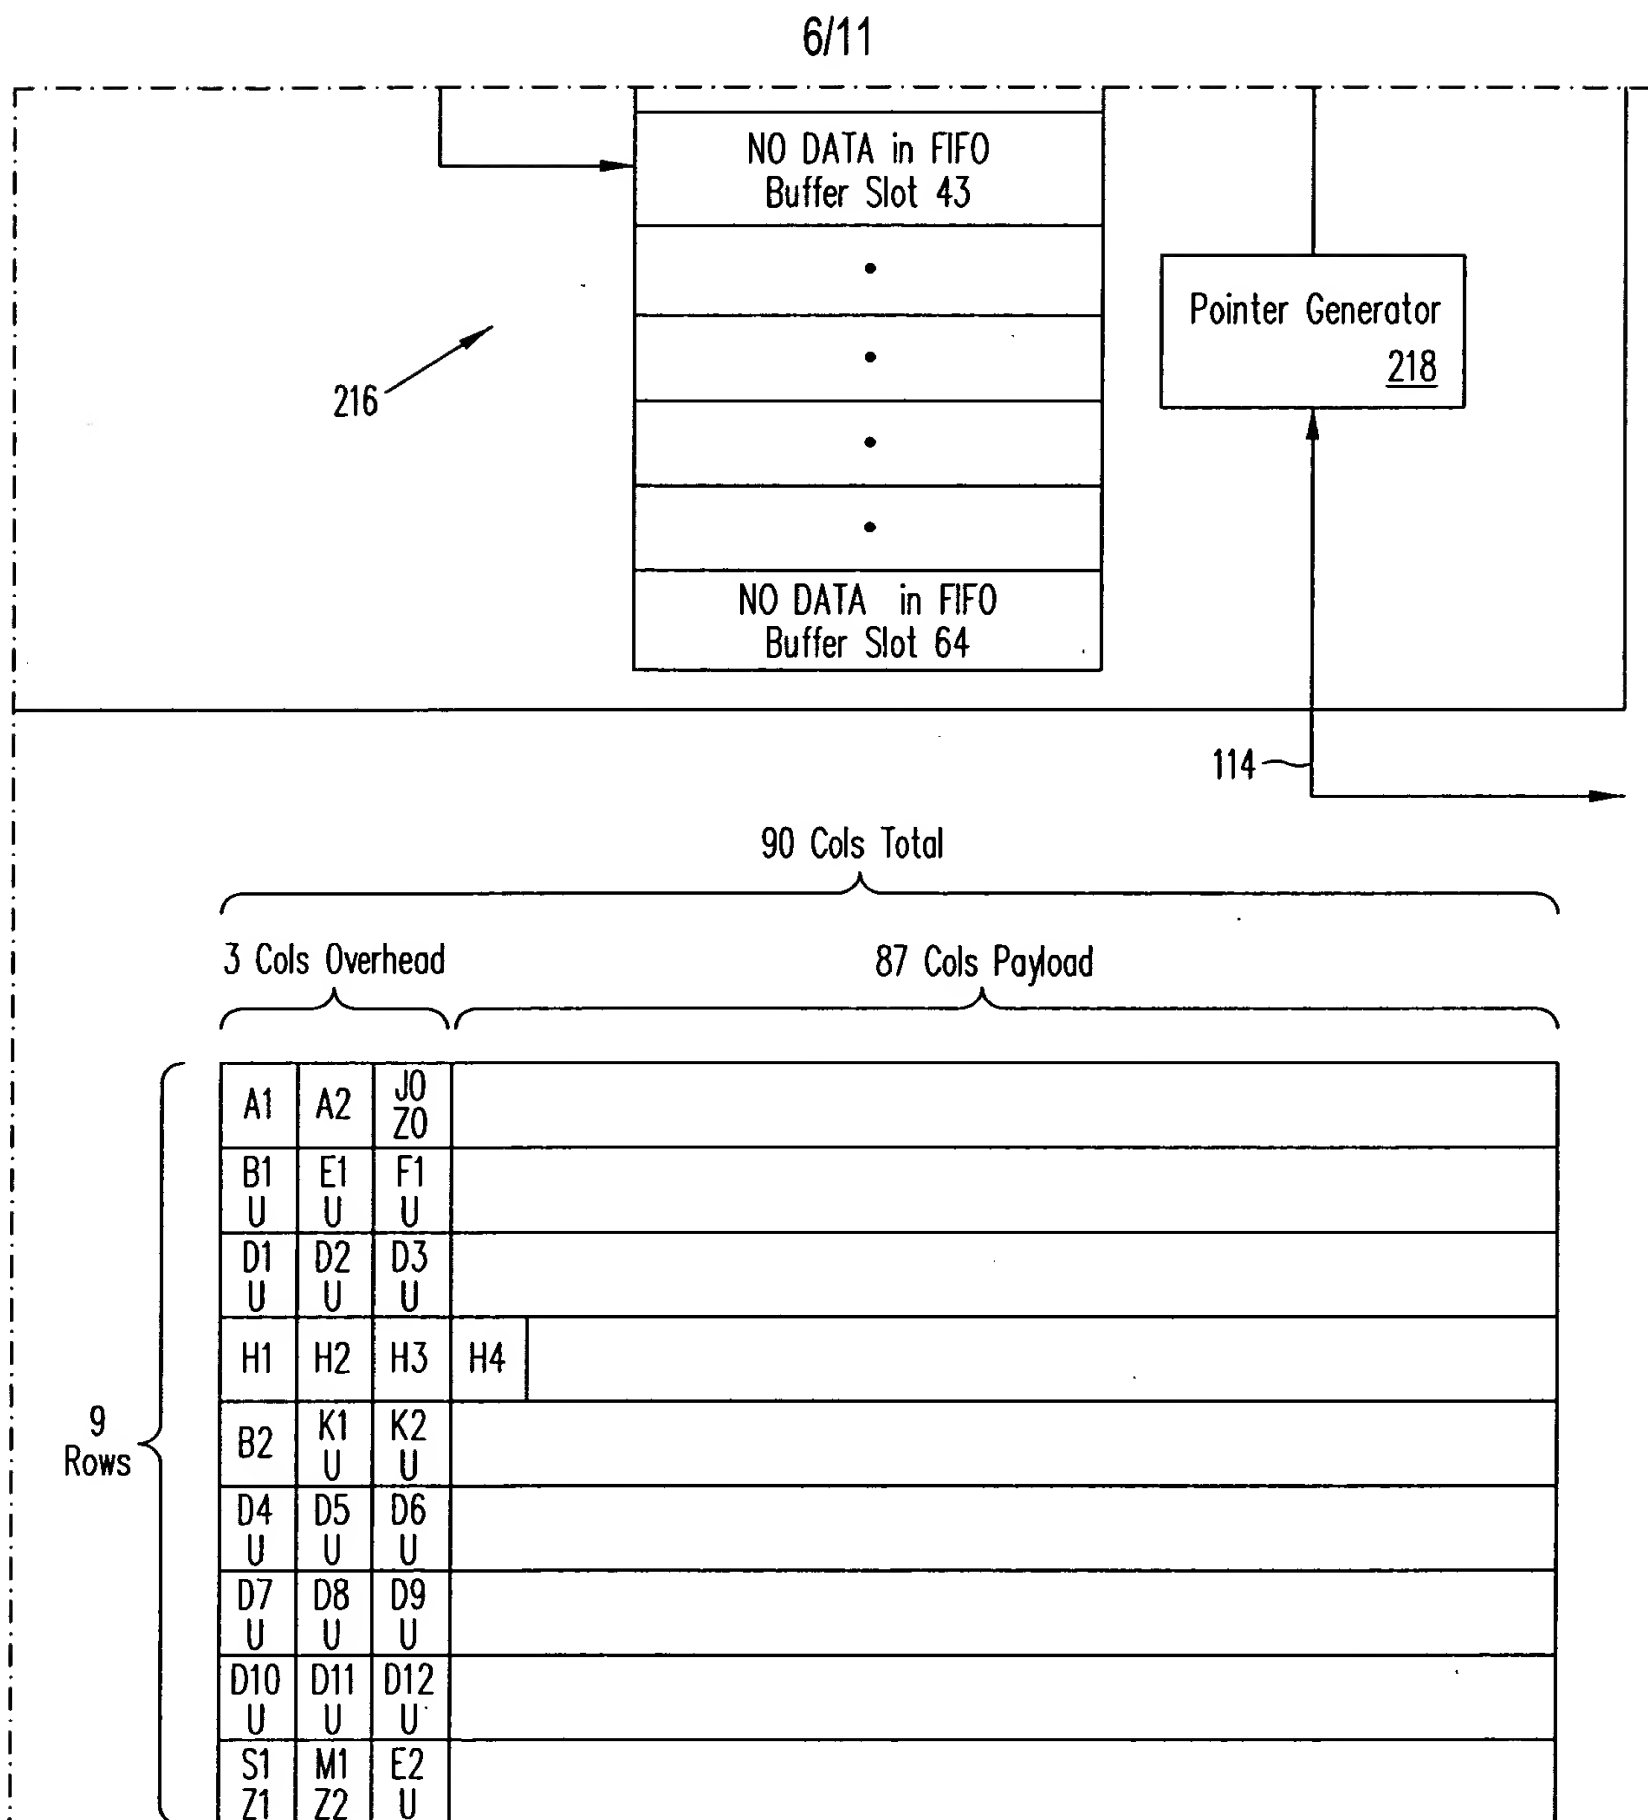 6/11
NO DATA in FIFO
Buffer Slot 43
Pointer Generator
218
216
NO DATA in FIFO
Buffer Slot 64
114
90 Cols Total
3 Cols Overhead
87 Cols Payload
A1 A2 J0
Z0
B1 E1 F1
U U U
D1 D2 D3
U U U
H1 H2 H3 H4
9
Rows
B2 K1 K2
U U
D4 D5 D6
U U U
D7 D8 D9
U U U
D10 D11 D12
U U U
S1 M1 E2
Z1 Z2 U